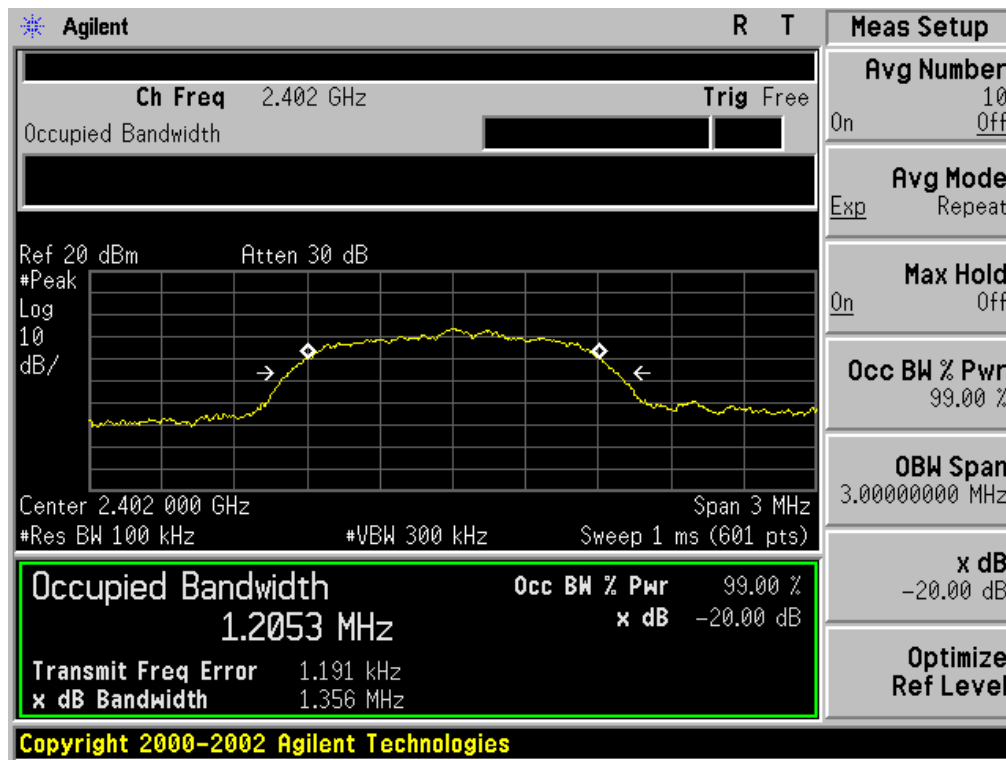 Agilent R T
Ch Freq 2.402 GHz Trig Free
Occupied Bandwidth
Ref 20 dBm Atten 30 dB
#Peak
Log
10
dB/
Center 2.402 000 GHz Span 3 MHz
#Res BW 100 kHz #VBW 300 kHz Sweep 1 ms (601 pts)
Occupied Bandwidth Occ BW % Pwr 99.00 %
1.2053 MHz x dB -20.00 dB
Transmit Freq Error 1.191 kHz
x dB Bandwidth 1.356 MHz
Copyright 2000-2002 Agilent Technologies
Meas Setup
Avg Number
10
On Off
Avg Mode
Exp Repeat
Max Hold
On Off
Occ BW % Pwr
99.00 %
OBW Span
3.00000000 MHz
x dB
-20.00 dB
Optimize
Ref Level